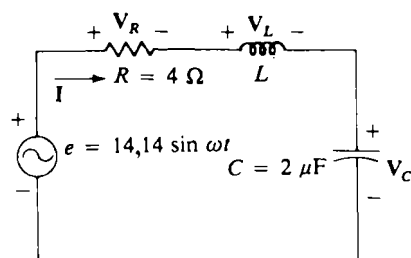 V_R V_L
+ − + −
I R = 4 Ω L
+ +
e = 14,14 sin ωt
C = 2 μF V_C
− −